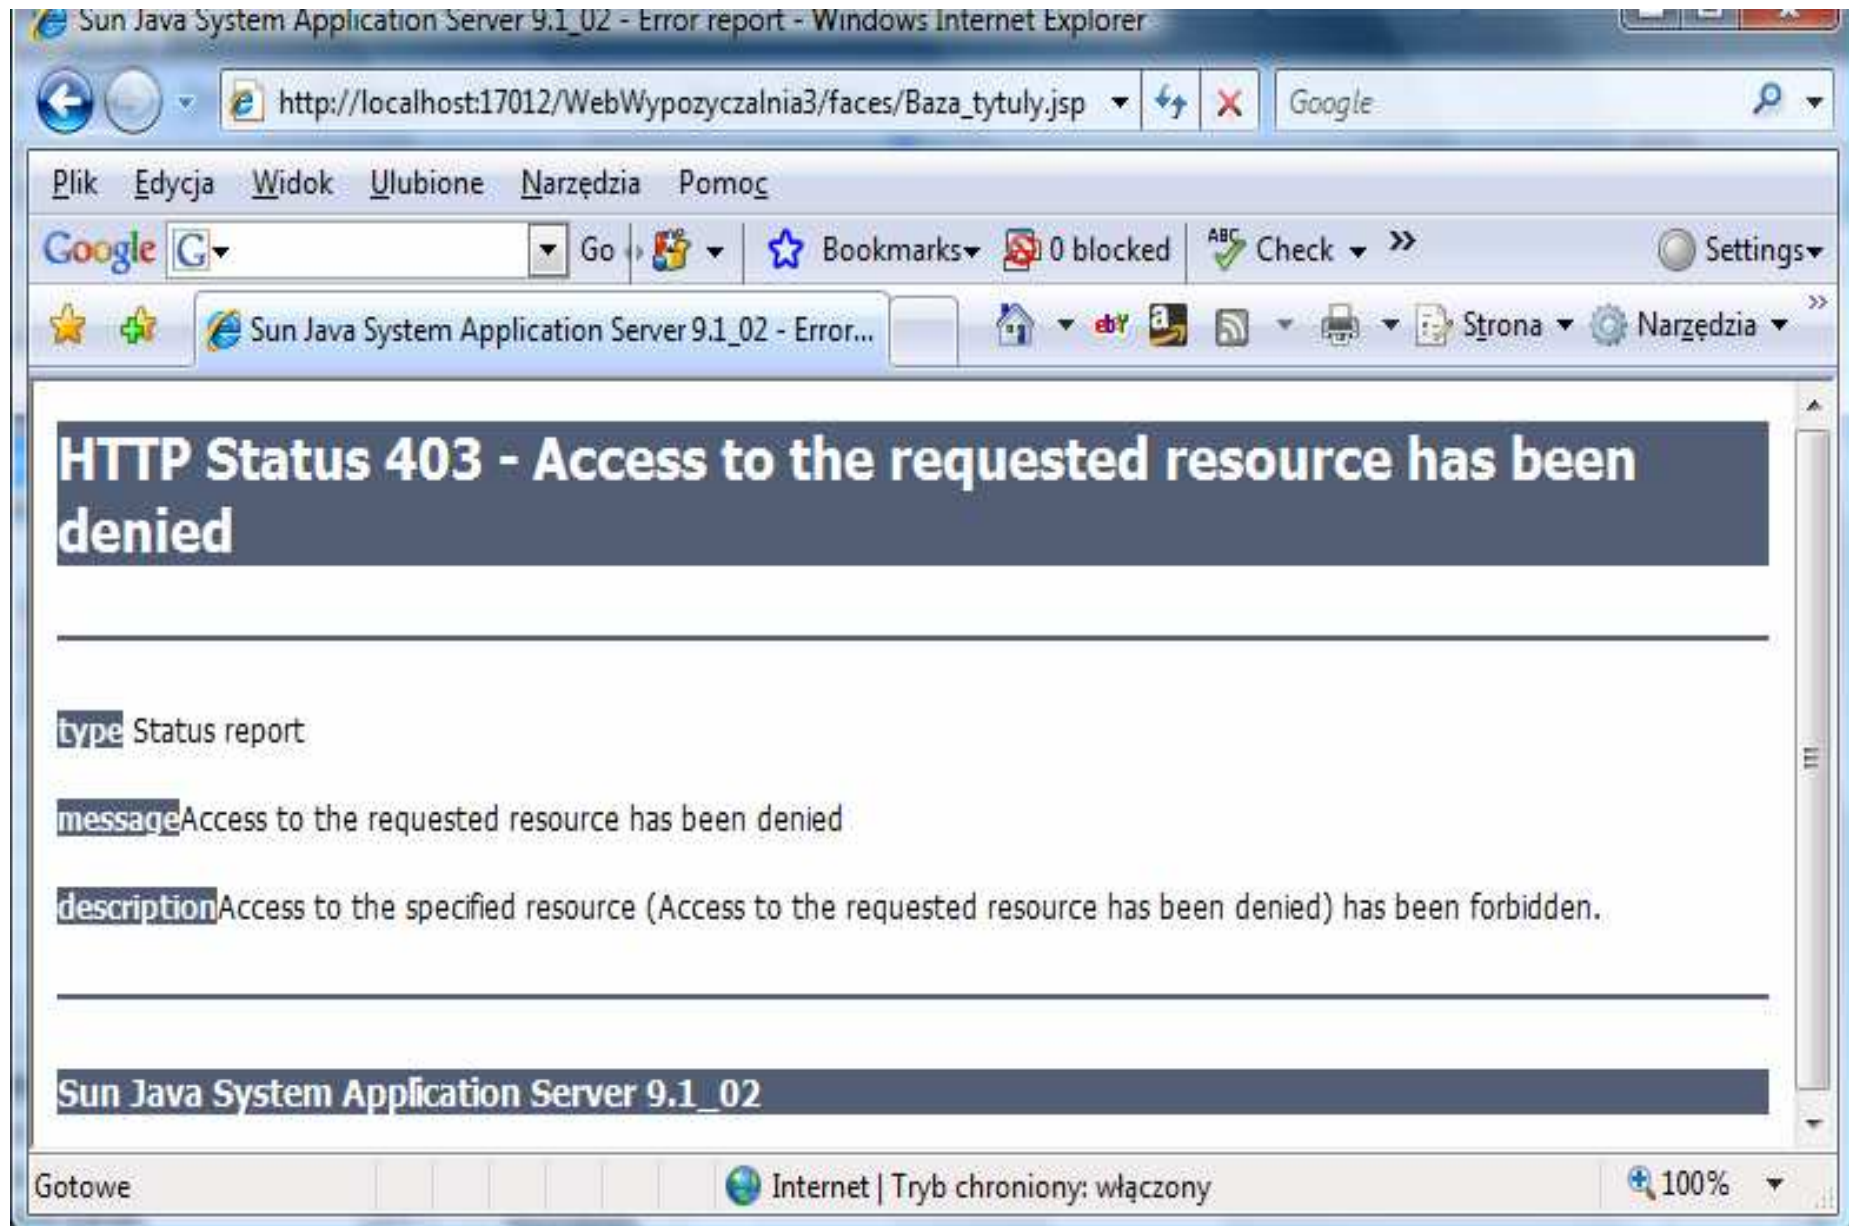 Sun Java System Application Server 9.1_02 - Error report - Windows Internet Explorer
http://localhost:17012/WebWypozyczalnia3/faces/Baza_tytuly.jsp Google
Plik Edycja Widok Ulubione Narzędzia Pomoc
Google G Go Bookmarks 0 blocked ABC Check » Settings
Sun Java System Application Server 9.1_02 - Error... ebY a Strona Narzędzia »
HTTP Status 403 - Access to the requested resource has been
denied
type Status report
messageAccess to the requested resource has been denied
descriptionAccess to the specified resource (Access to the requested resource has been denied) has been forbidden.
Sun Java System Application Server 9.1_02
Gotowe Internet | Tryb chroniony: włączony 100%